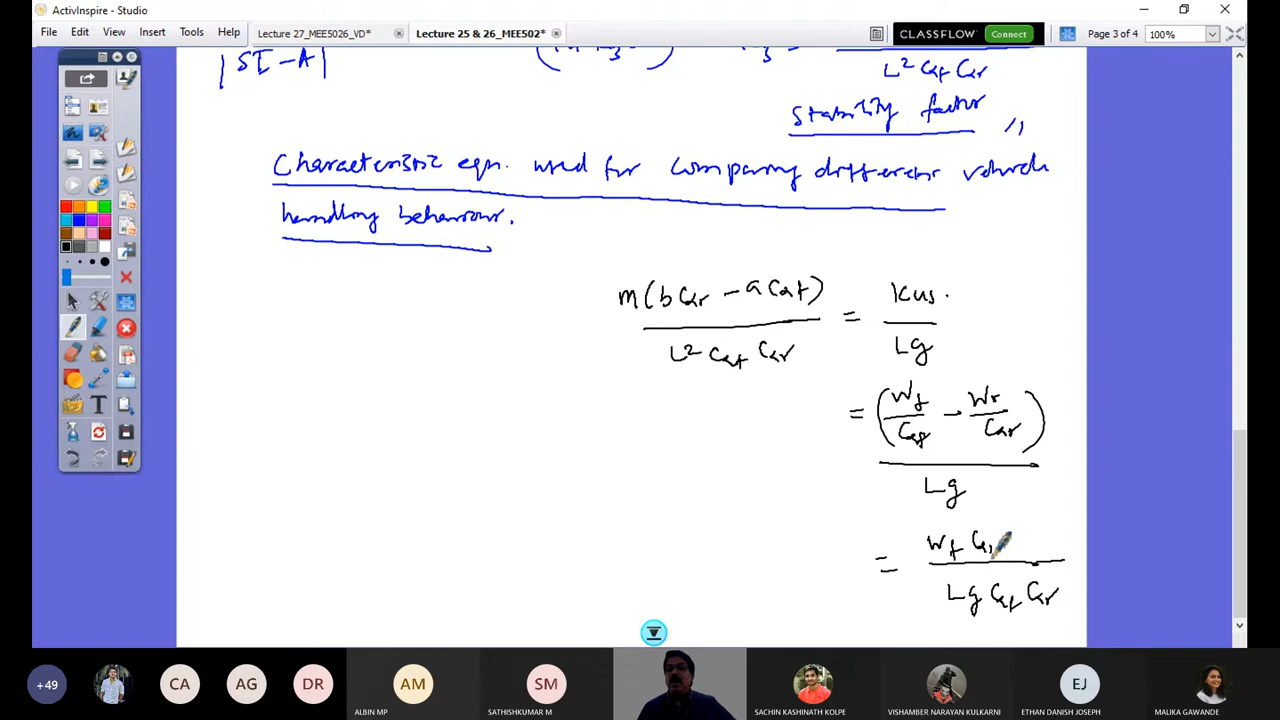 ActivInspire - Studio
File Edit View Insert Tools Help
CLASSFLOW Connect
Page 3 of 4 100%
Lecture 27_MEE5026_VD* Lecture 25 & 26_MEE502*
|SI - A|
L² Cαf Cαr
Stability factor //
Characteristic eqn. used for comparing different vehicle
handling behaviour.
m(b Cαr - a Cαf) / L² Cαf Cαr = Kus. / Lg
= (Wf/Cαf - Wr/Cαr) / Lg
= Wf Cα / Lg Cαf Cαr
+49 CA AG DR AM SM EJ
ALBIN MP SATHISHKUMAR M SACHIN KASHINATH KOLPE VISHAMBER NARAYAN KULKARNI ETHAN DANISH JOSEPH MALIKA GAWANDE